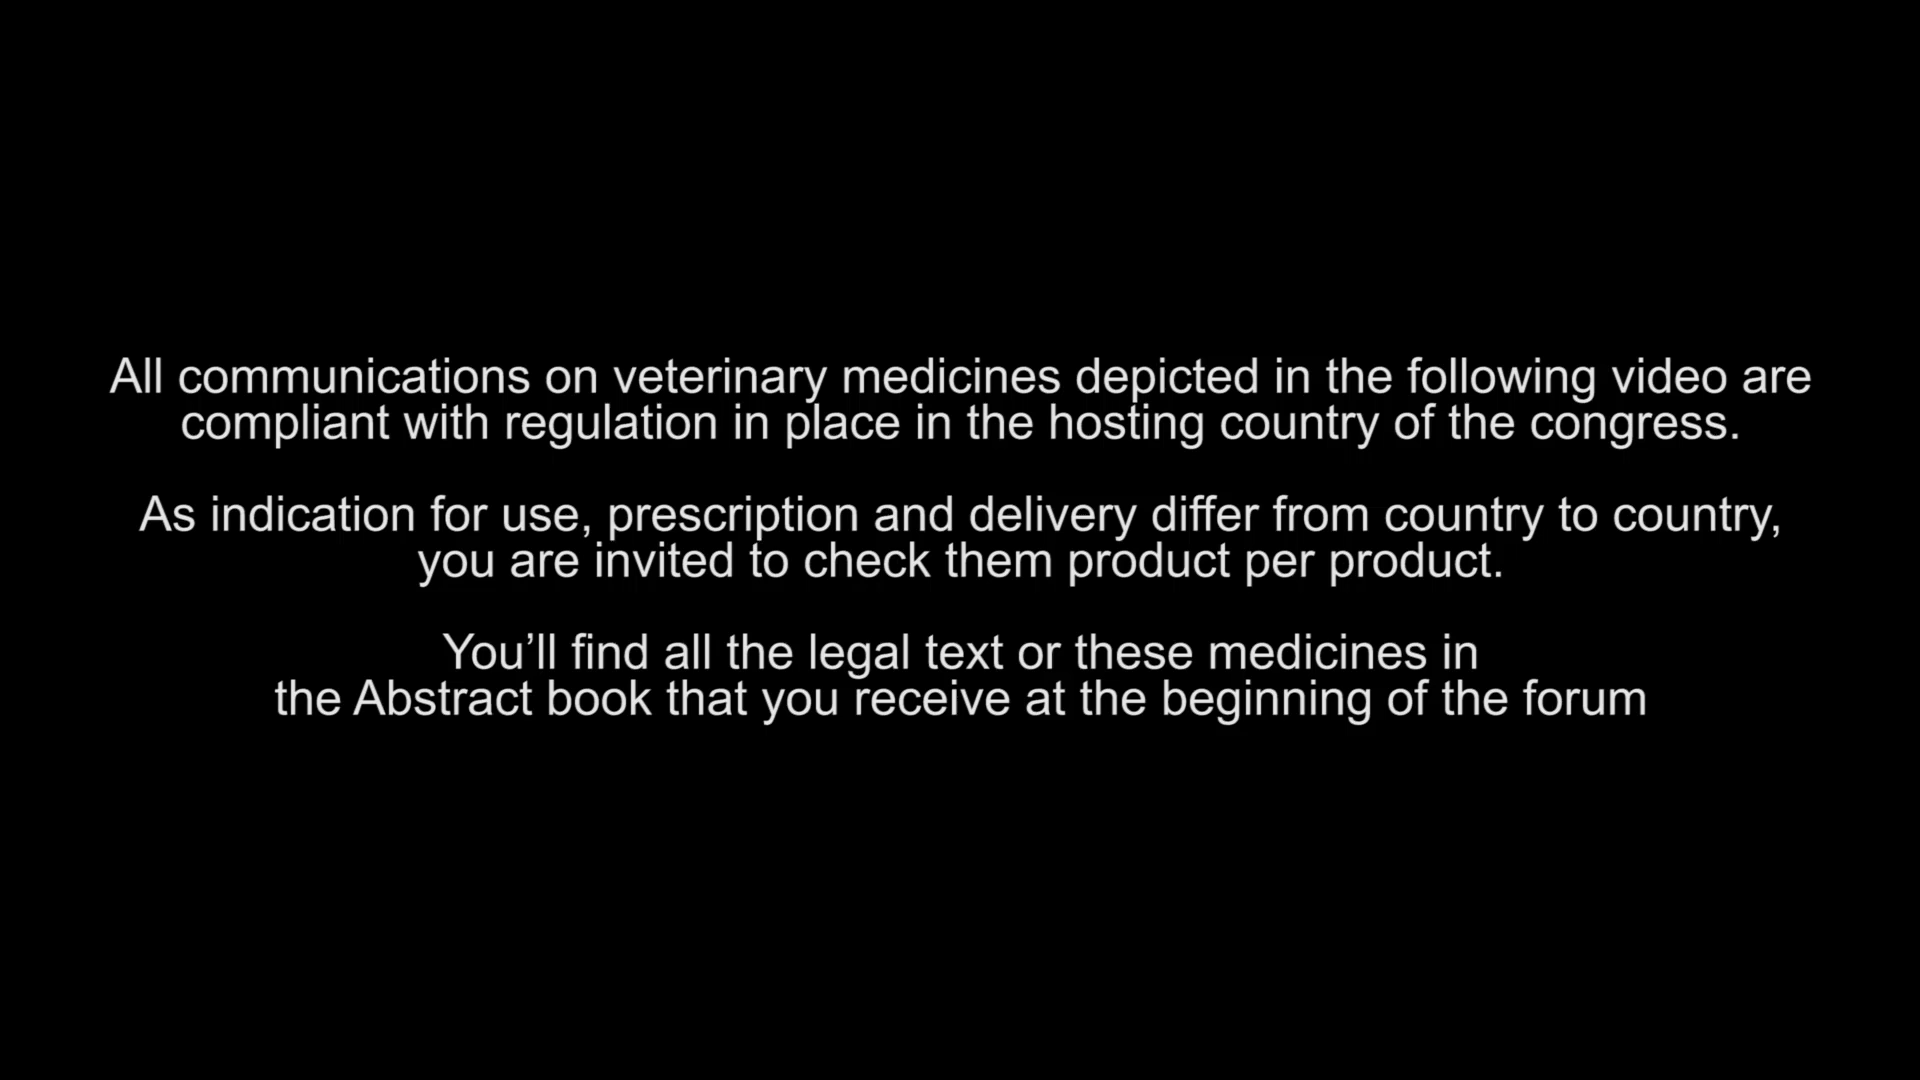 All communications on veterinary medicines depicted in the following video are
compliant with regulation in place in the hosting country of the congress.
As indication for use, prescription and delivery differ from country to country,
you are invited to check them product per product.
You’ll find all the legal text or these medicines in
the Abstract book that you receive at the beginning of the forum